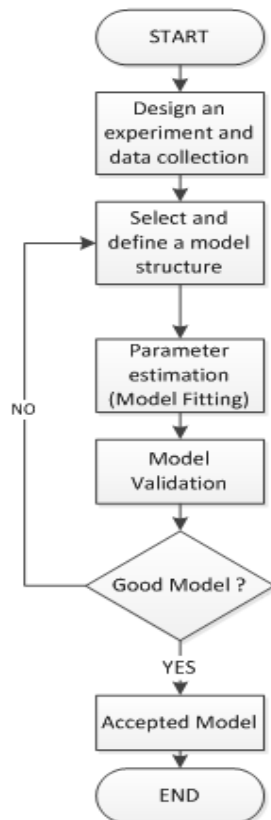 START
Design an
experiment and
data collection
Select and
define a model
structure
Parameter
estimation
(Model Fitting)
NO
Model
Validation
Good Model ?
YES
Accepted Model
END